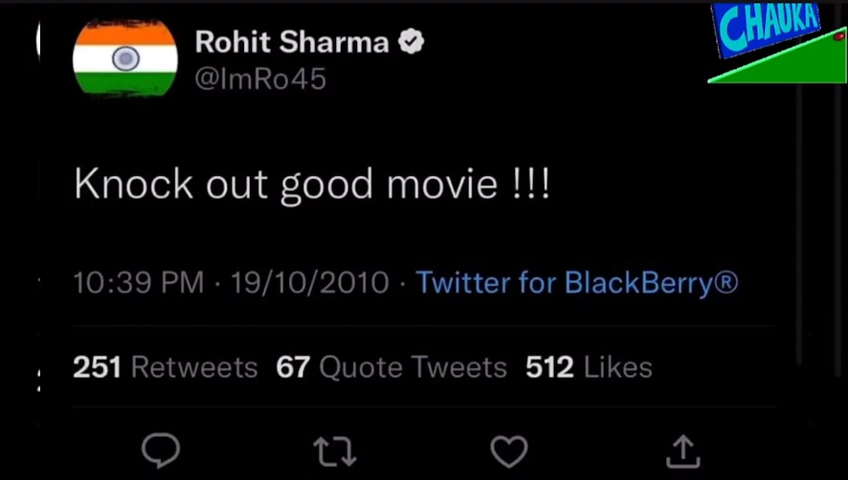 CHAUKA
Rohit Sharma
@ImRo45
Knock out good movie !!!
10:39 PM · 19/10/2010 · Twitter for BlackBerry®
251 Retweets 67 Quote Tweets 512 Likes